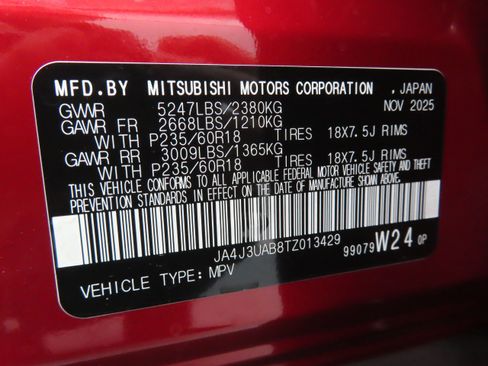 MFD.BY MITSUBISHI MOTORS CORPORATION , JAPAN
GVWR 5247LBS/2380KG NOV 2025
GAWR FR 2668LBS/1210KG
WITH P235/60R18 TIRES 18X7.5J RIMS
GAWR RR 3009LBS/1365KG
WITH P235/60R18 TIRES 18X7.5J RIMS
THIS VEHICLE CONFORMS TO ALL APPLICABLE FEDERAL MOTOR VEHICLE SAFETY AND THEFT
PREVENTION STANDARDS IN EFFECT ON THE DATE OF MANUFACTURE SHOWN ABOVE.
JA4J3UAB8TZ013429
99079 W24 0P
VEHICLE TYPE: MPV